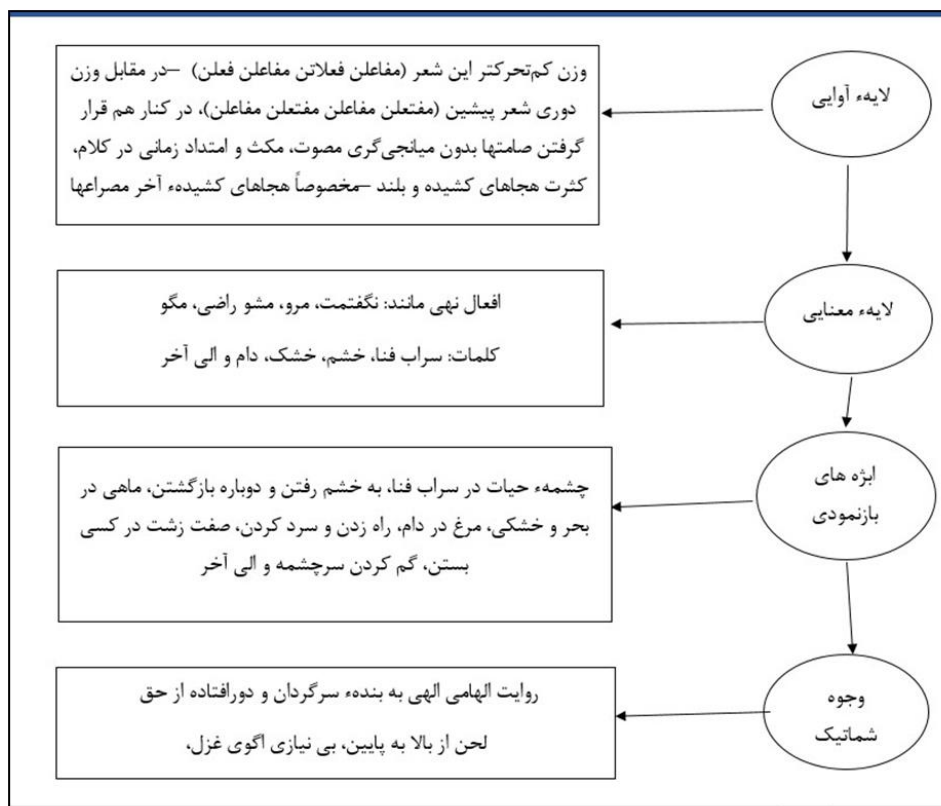 لایهء آوایی
وزن کم‌تحرکتر این شعر (مفاعلن فعلاتن مفاعلن فعلن) –در مقابل وزن
دوری شعر پیشین (مفتعلن مفاعلن مفتعلن مفاعلن)، در کنار هم قرار
گرفتن صامتها بدون میانجی‌گری مصوت، مکث و امتداد زمانی در کلام،
کثرت هجاهای کشیده و بلند –مخصوصاً هجاهای کشیدهء آخر مصراعها
لایهء معنایی
افعال نهی مانند: نگفتمت، مرو، مشو راضی، مگو
کلمات: سراب فنا، خشم، خشک، دام و الی آخر
ابژه های
بازنمودی
چشمهء حیات در سراب فنا، به خشم رفتن و دوباره بازگشتن، ماهی در
بحر و خشکی، مرغ در دام، راه زدن و سرد کردن، صفت زشت در کسی
بستن، گم کردن سرچشمه و الی آخر
وجوه
شماتیک
روایت الهامی الهی به بندهء سرگردان و دورافتاده از حق
لحن از بالا به پایین، بی نیازی اگوی غزل،